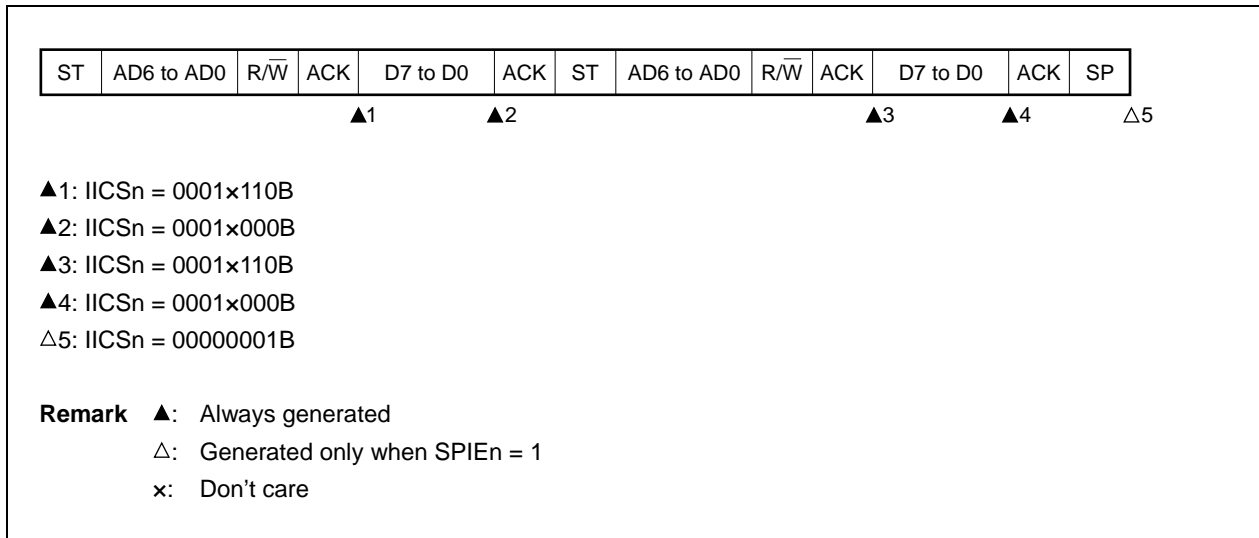 ST AD6 to AD0 R/W̅ ACK D7 to D0 ACK ST AD6 to AD0 R/W̅ ACK D7 to D0 ACK SP
▲1 ▲2 ▲3 ▲4 △5
▲1: IICSn = 0001×110B
▲2: IICSn = 0001×000B
▲3: IICSn = 0001×110B
▲4: IICSn = 0001×000B
△5: IICSn = 00000001B
Remark ▲: Always generated
△: Generated only when SPIEn = 1
×: Don't care